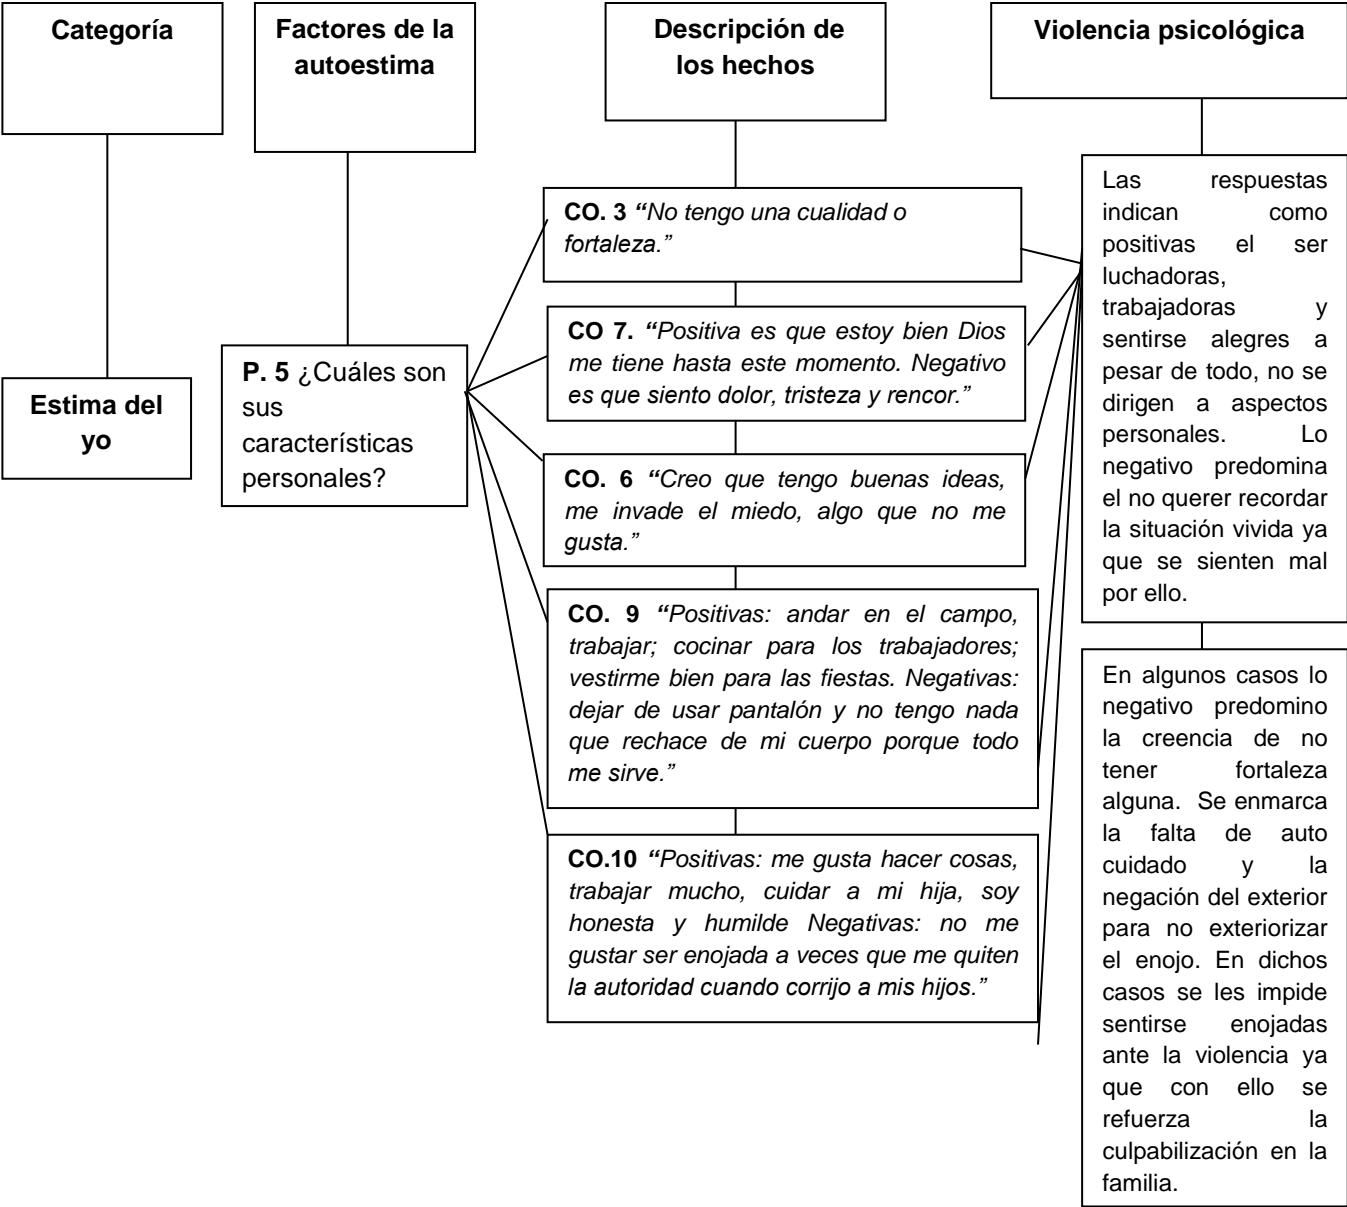 Categoría
Factores de la
autoestima
Descripción de
los hechos
Violencia psicológica
Estima del
yo
P. 5 ¿Cuáles son
sus
características
personales?
CO. 3 “No tengo una cualidad o
fortaleza.”
CO 7. “Positiva es que estoy bien Dios
me tiene hasta este momento. Negativo
es que siento dolor, tristeza y rencor.”
CO. 6 “Creo que tengo buenas ideas,
me invade el miedo, algo que no me
gusta.”
CO. 9 “Positivas: andar en el campo,
trabajar; cocinar para los trabajadores;
vestirme bien para las fiestas. Negativas:
dejar de usar pantalón y no tengo nada
que rechace de mi cuerpo porque todo
me sirve.”
CO.10 “Positivas: me gusta hacer cosas,
trabajar mucho, cuidar a mi hija, soy
honesta y humilde Negativas: no me
gustar ser enojada a veces que me quiten
la autoridad cuando corrijo a mis hijos.”
Las respuestas
indican como
positivas el ser
luchadoras,
trabajadoras y
sentirse alegres a
pesar de todo, no se
dirigen a aspectos
personales. Lo
negativo predomina
el no querer recordar
la situación vivida ya
que se sienten mal
por ello.
En algunos casos lo
negativo predomino
la creencia de no
tener fortaleza
alguna. Se enmarca
la falta de auto
cuidado y la
negación del exterior
para no exteriorizar
el enojo. En dichos
casos se les impide
sentirse enojadas
ante la violencia ya
que con ello se
refuerza la
culpabilización en la
familia.